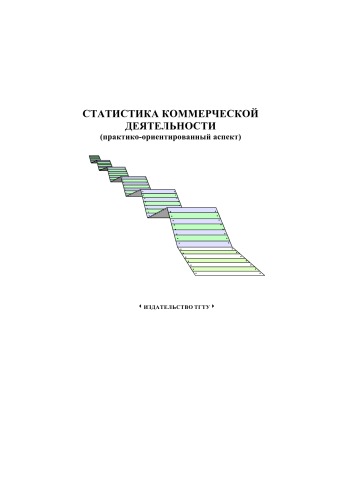 СТАТИСТИКА КОММЕРЧЕСКОЙ
ДЕЯТЕЛЬНОСТИ
(практико-ориентированный аспект)
ИЗДАТЕЛЬСТВО ТГТУ